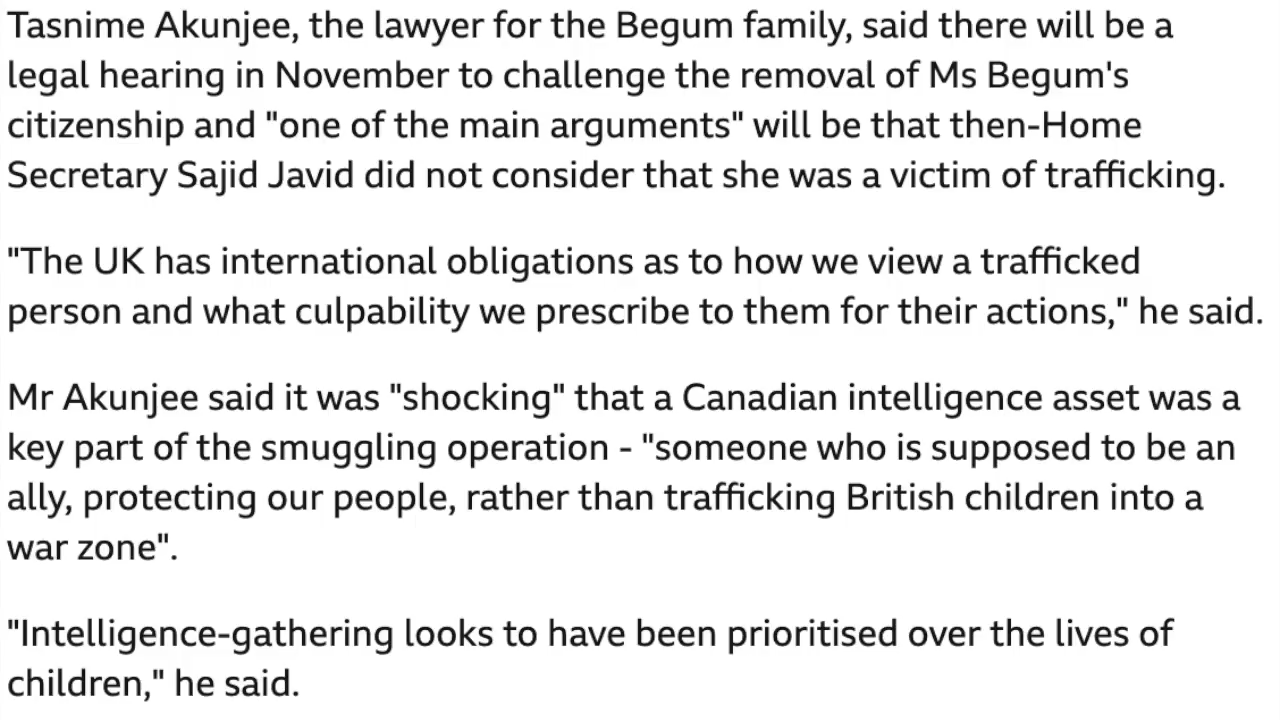 Tasnime Akunjee, the lawyer for the Begum family, said there will be a
legal hearing in November to challenge the removal of Ms Begum's
citizenship and "one of the main arguments" will be that then-Home
Secretary Sajid Javid did not consider that she was a victim of trafficking.
"The UK has international obligations as to how we view a trafficked
person and what culpability we prescribe to them for their actions," he said.
Mr Akunjee said it was "shocking" that a Canadian intelligence asset was a
key part of the smuggling operation - "someone who is supposed to be an
ally, protecting our people, rather than trafficking British children into a
war zone".
"Intelligence-gathering looks to have been prioritised over the lives of
children," he said.